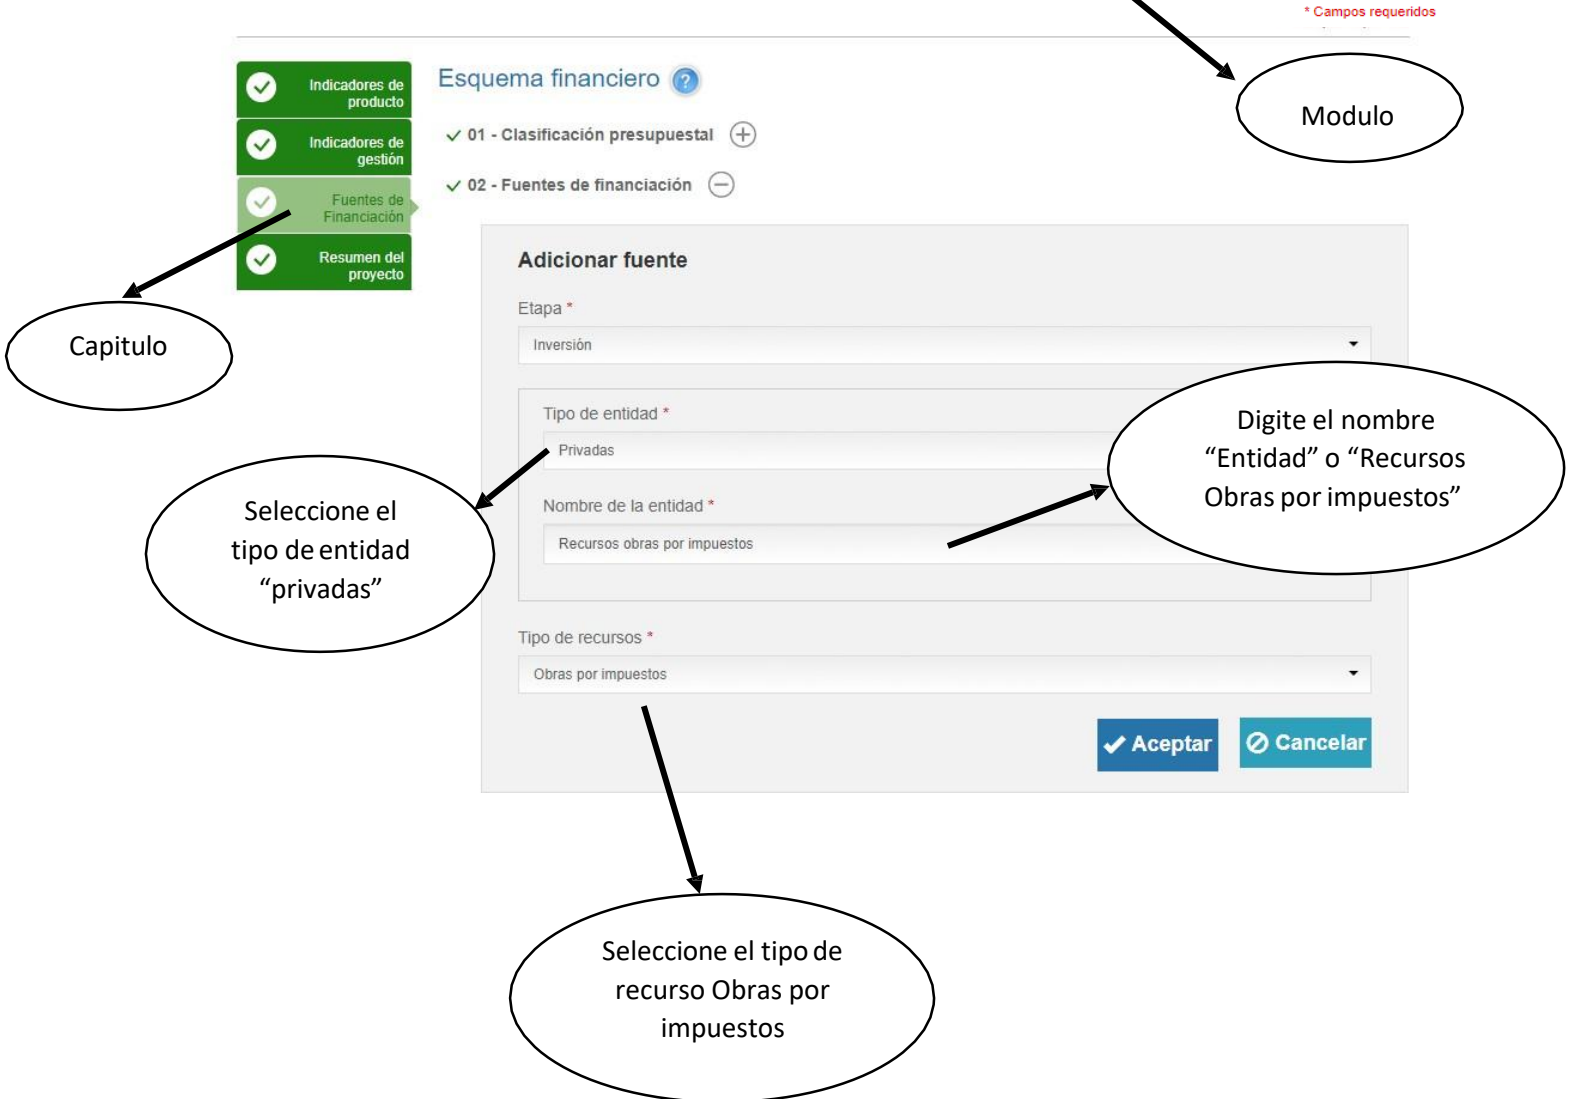 * Campos requeridos
Modulo
Indicadores de
producto
Indicadores de
gestión
Fuentes de
Financiación
Resumen del
proyecto
Esquema financiero
01 - Clasificación presupuestal
02 - Fuentes de financiación
Capitulo
Adicionar fuente
Etapa *
Inversión
Tipo de entidad *
Privadas
Nombre de la entidad *
Recursos obras por impuestos
Digite el nombre
“Entidad” o “Recursos
Obras por impuestos”
Seleccione el
tipo de entidad
“privadas”
Tipo de recursos *
Obras por impuestos
Aceptar
Cancelar
Seleccione el tipo de
recurso Obras por
impuestos